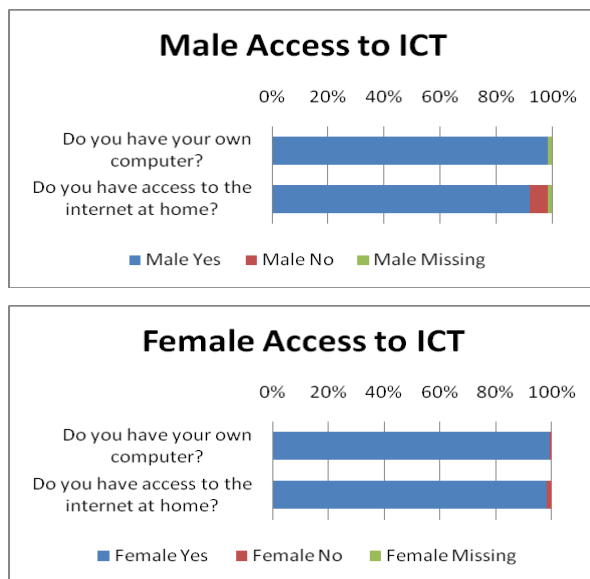 Male Access to ICT
0% 20% 40% 60% 80% 100%
Do you have your own
computer?
Do you have access to the
internet at home?
Male Yes Male No Male Missing
Female Access to ICT
0% 20% 40% 60% 80% 100%
Do you have your own
computer?
Do you have access to the
internet at home?
Female Yes Female No Female Missing